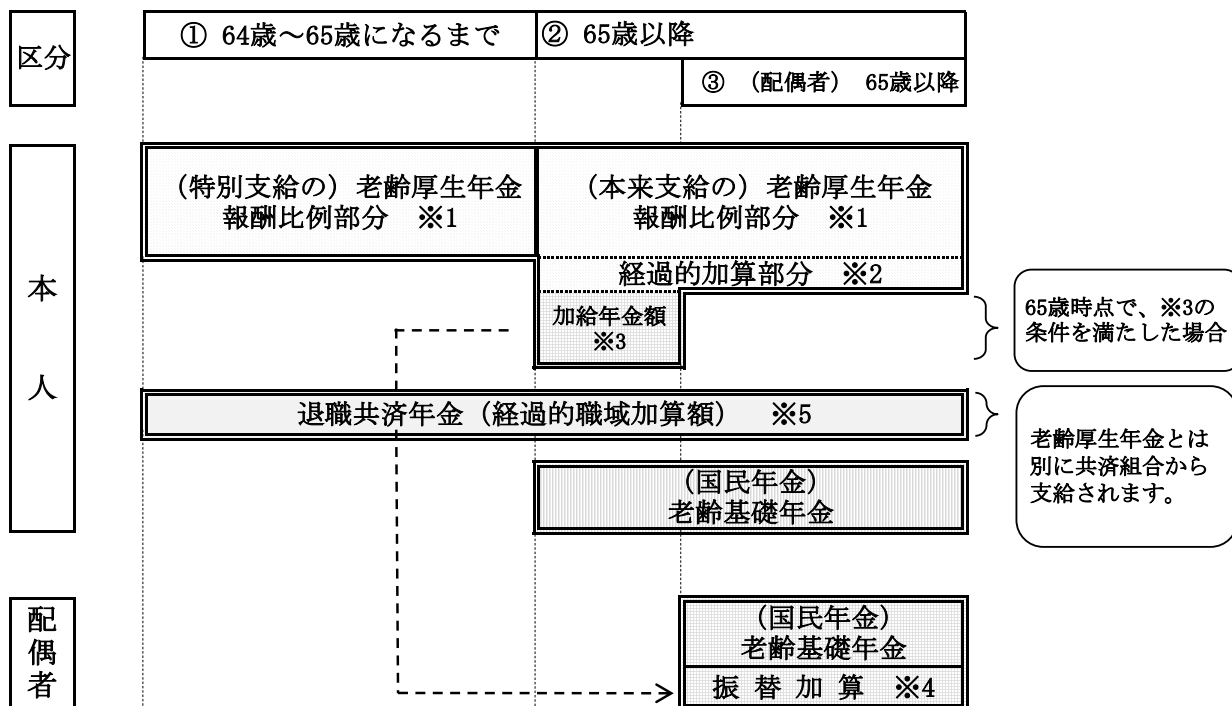 区分
① 64歳～65歳になるまで
② 65歳以降
③ (配偶者) 65歳以降
本人
(特別支給の) 老齢厚生年金
報酬比例部分 ※1
(本来支給の) 老齢厚生年金
報酬比例部分 ※1
経過的加算部分 ※2
加給年金額
※3
65歳時点で、※3の
条件を満たした場合
退職共済年金 (経過的職域加算額) ※5
老齢厚生年金とは
別に共済組合から
支給されます。
(国民年金)
老齢基礎年金
配偶者
(国民年金)
老齢基礎年金
振替加算 ※4